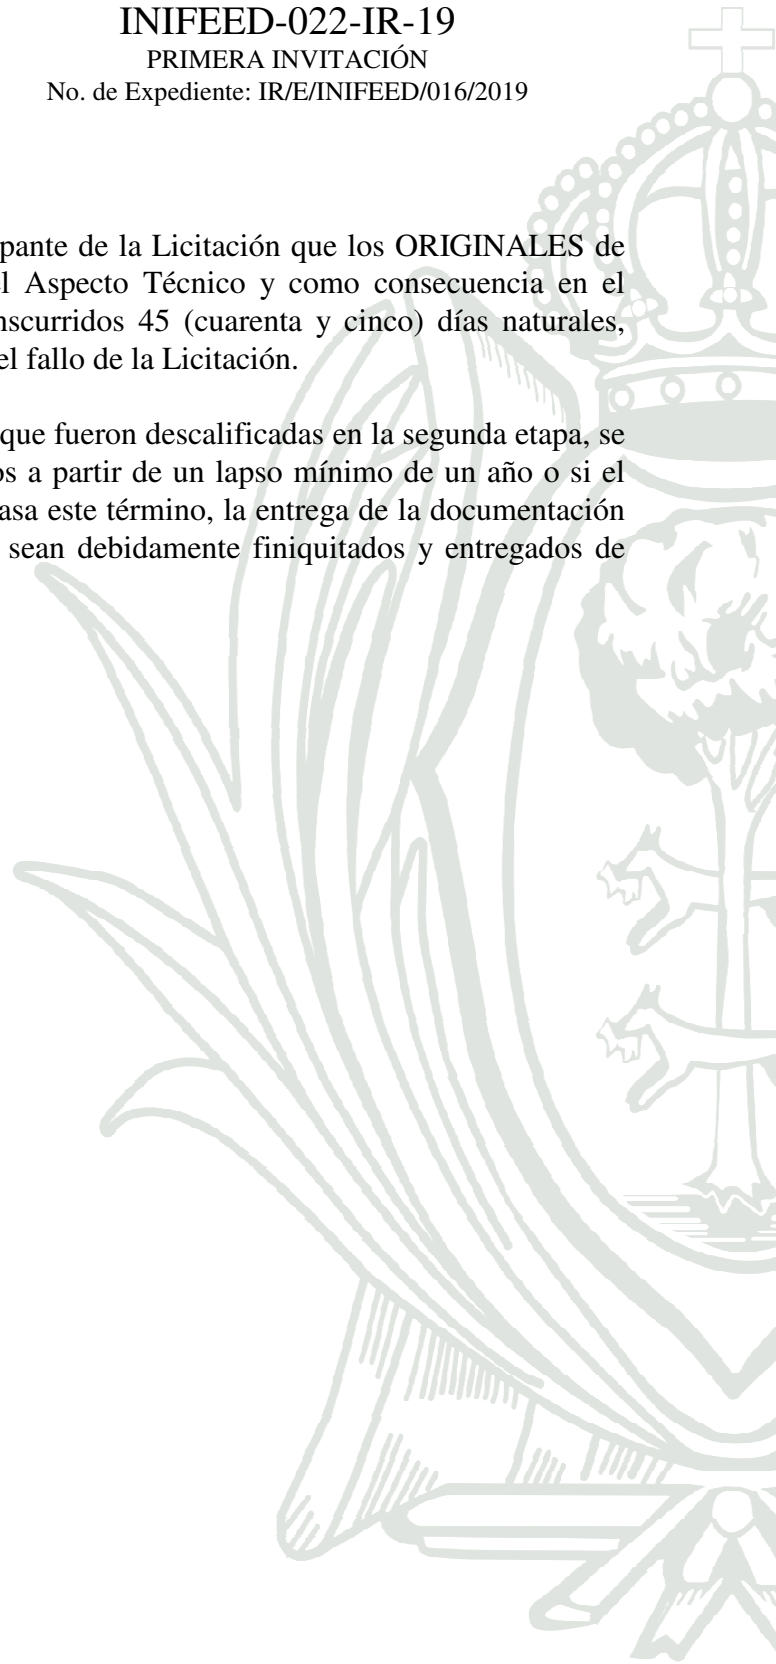 INIFEED-022-IR-19
PRIMERA INVITACIÓN
No. de Expediente: IR/E/INIFEED/016/2019
pante de la Licitación que los ORIGINALES de
l Aspecto Técnico y como consecuencia en el
nscurridos 45 (cuarenta y cinco) días naturales,
el fallo de la Licitación.
que fueron descalificadas en la segunda etapa, se
os a partir de un lapso mínimo de un año o si el
asa este término, la entrega de la documentación
sean debidamente finiquitados y entregados de